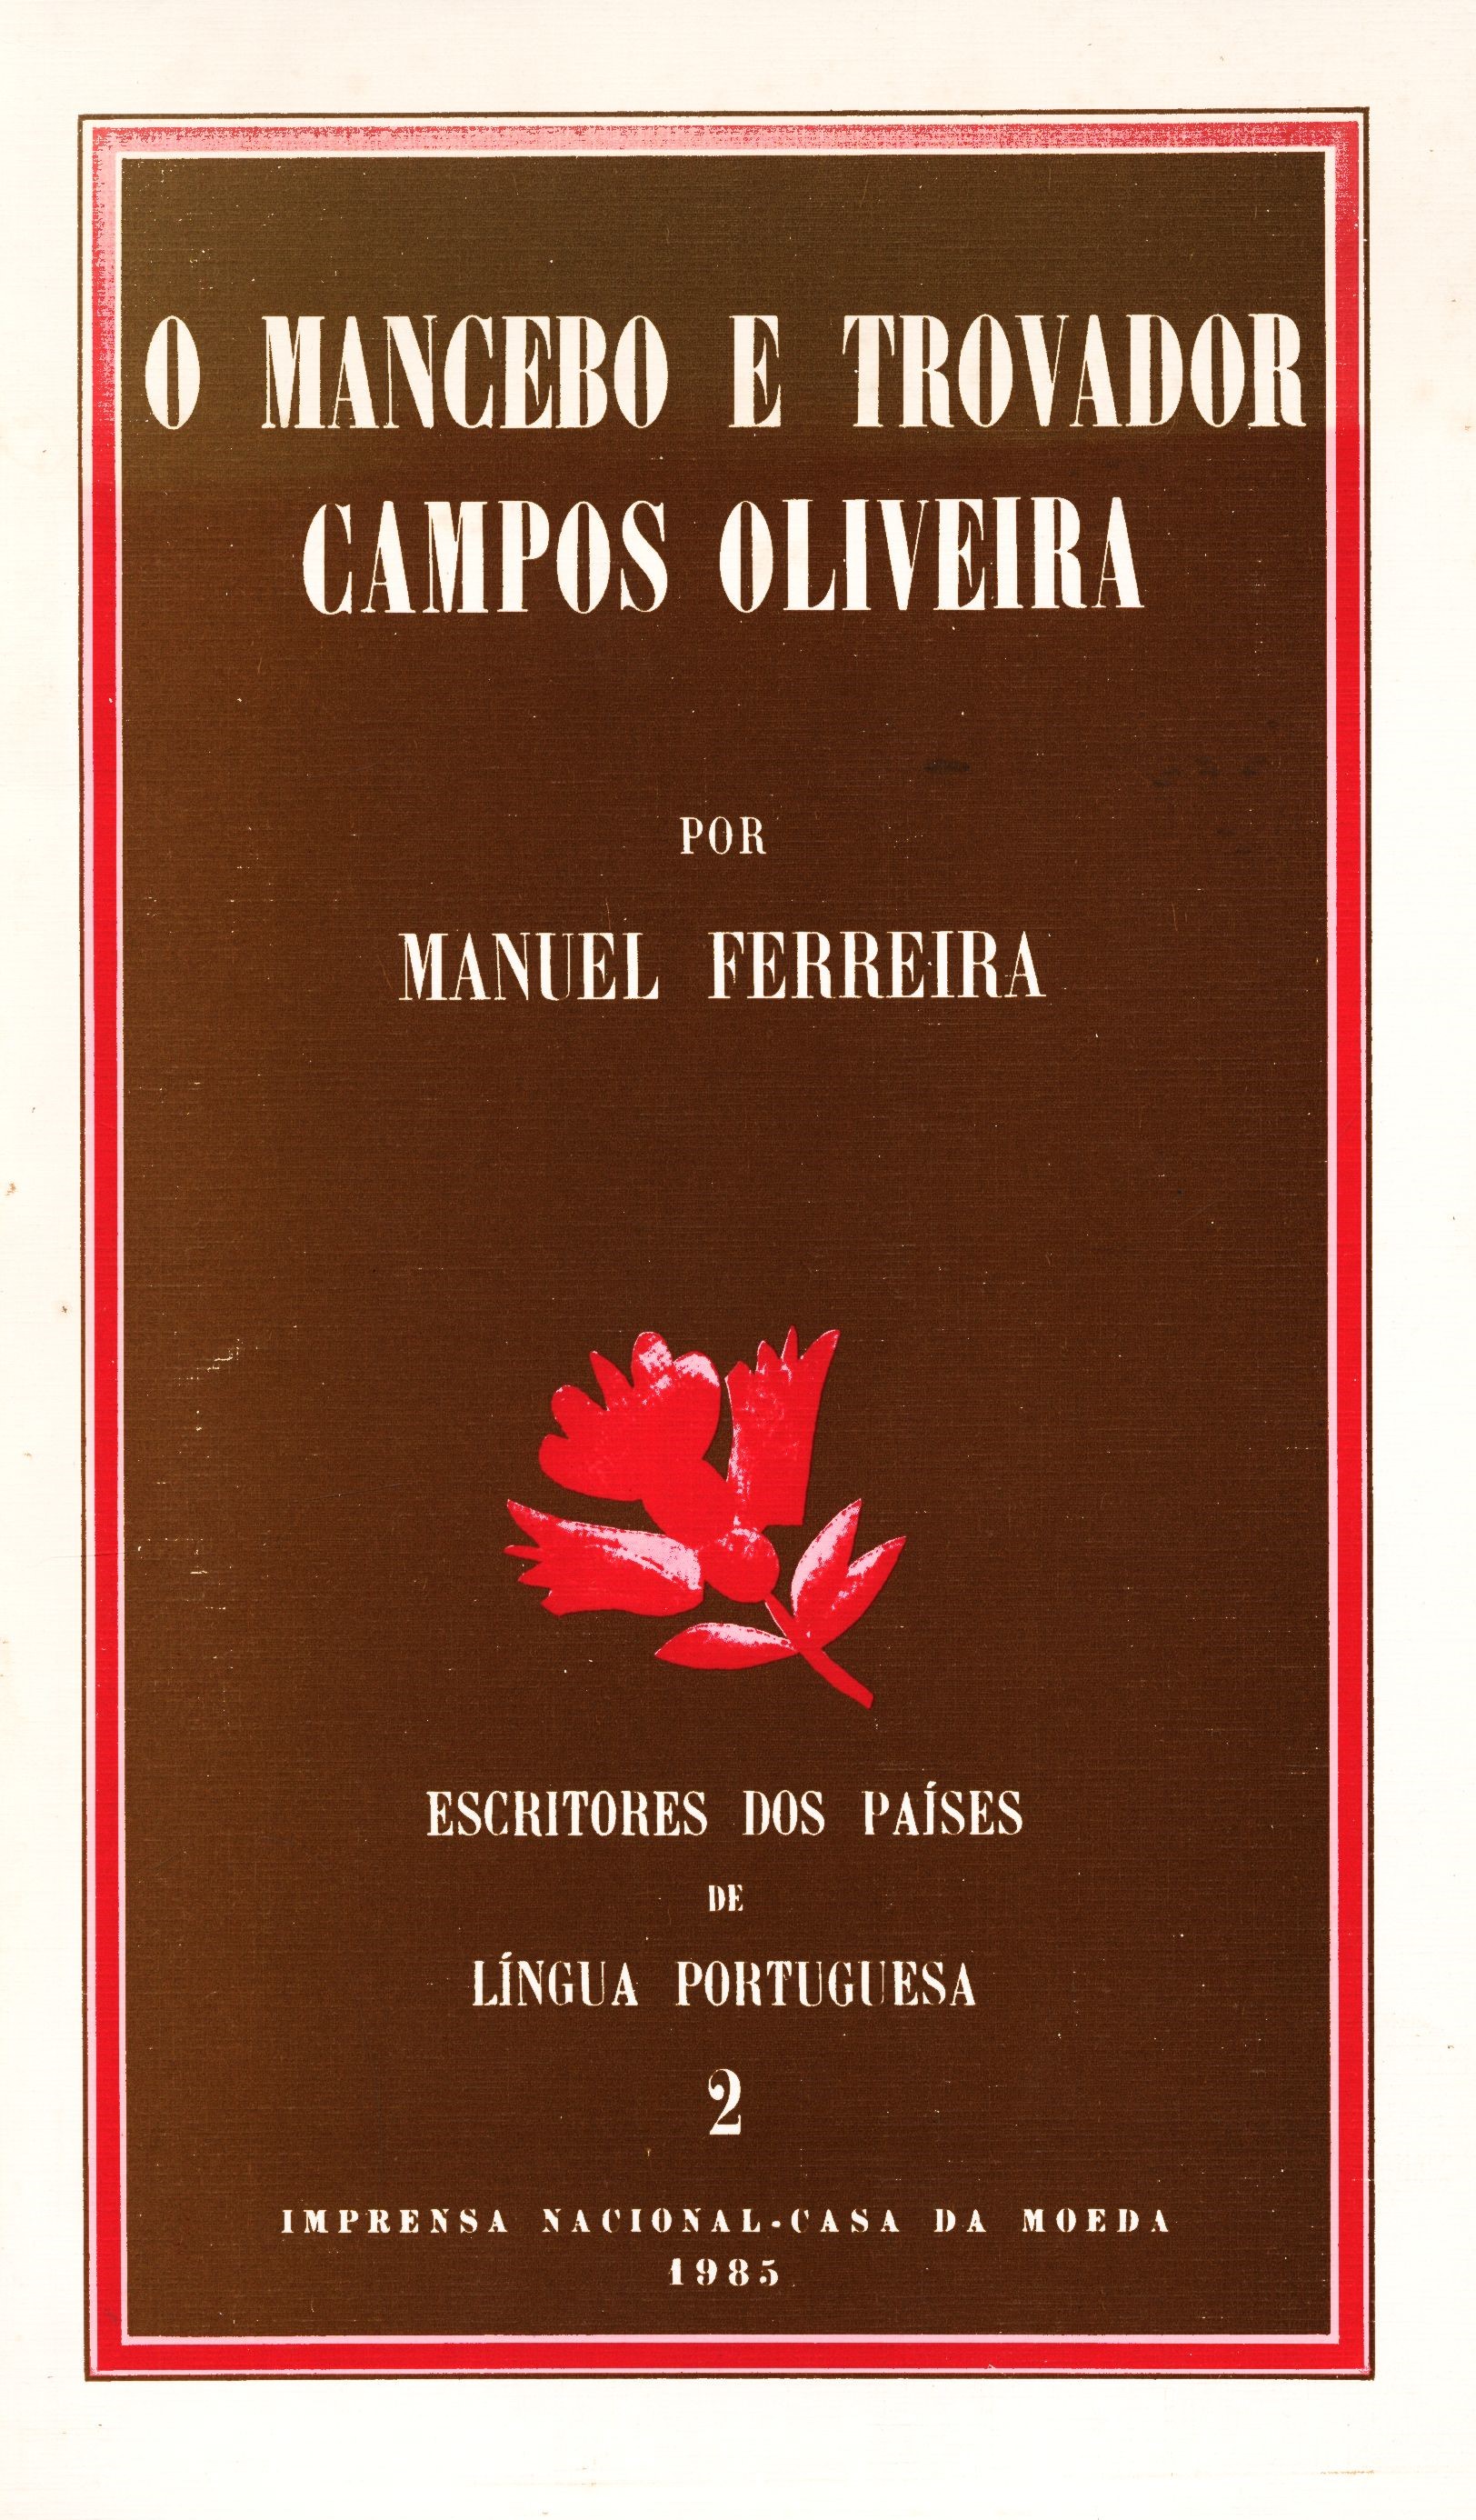 O MANCEBO E TROVADOR
CAMPOS OLIVEIRA
POR
MANUEL FERREIRA
ESCRITORES DOS PAÍSES
DE
LÍNGUA PORTUGUESA
2
IMPRENSA NACIONAL-CASA DA MOEDA
1985